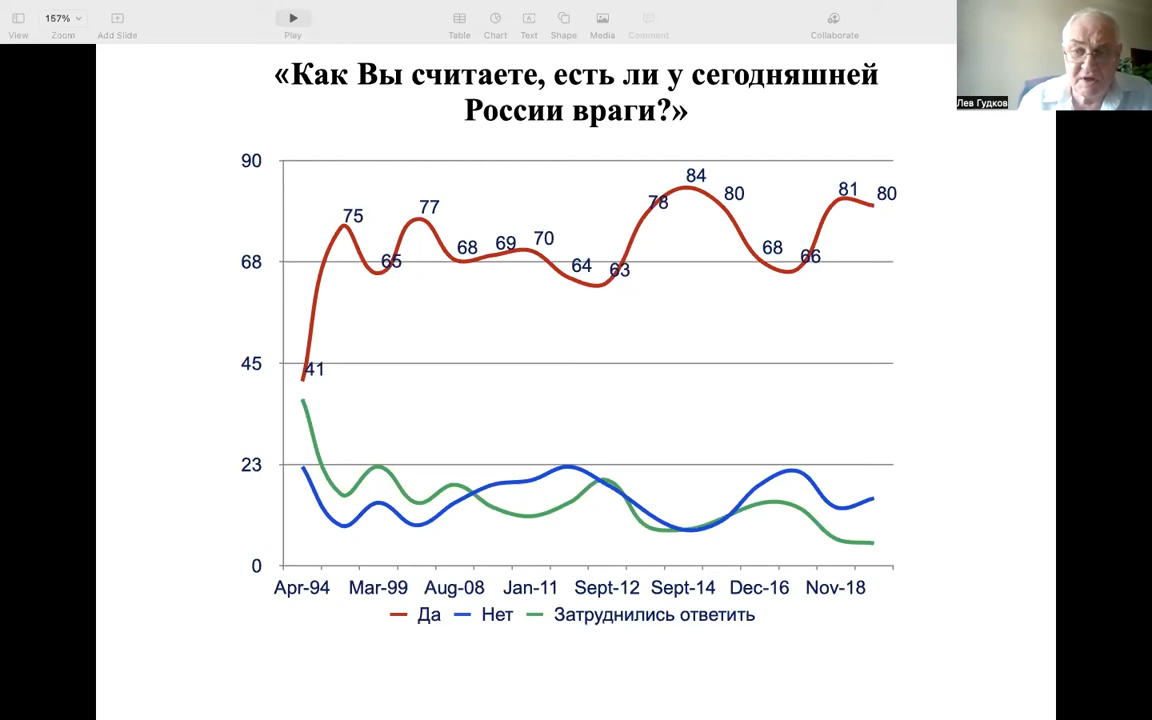 157%
View
Zoom
Add Slide
Play
Table
Chart
Text
Shape
Media
Comment
Collaborate
Лев Гудков
«Как Вы считаете, есть ли у сегодняшней
России враги?»
90
68
45
23
0
41
75
65
77
68
69
70
64
63
78
84
80
68
66
81
80
Apr-94
Mar-99
Aug-08
Jan-11
Sept-12
Sept-14
Dec-16
Nov-18
Да
Нет
Затруднились ответить